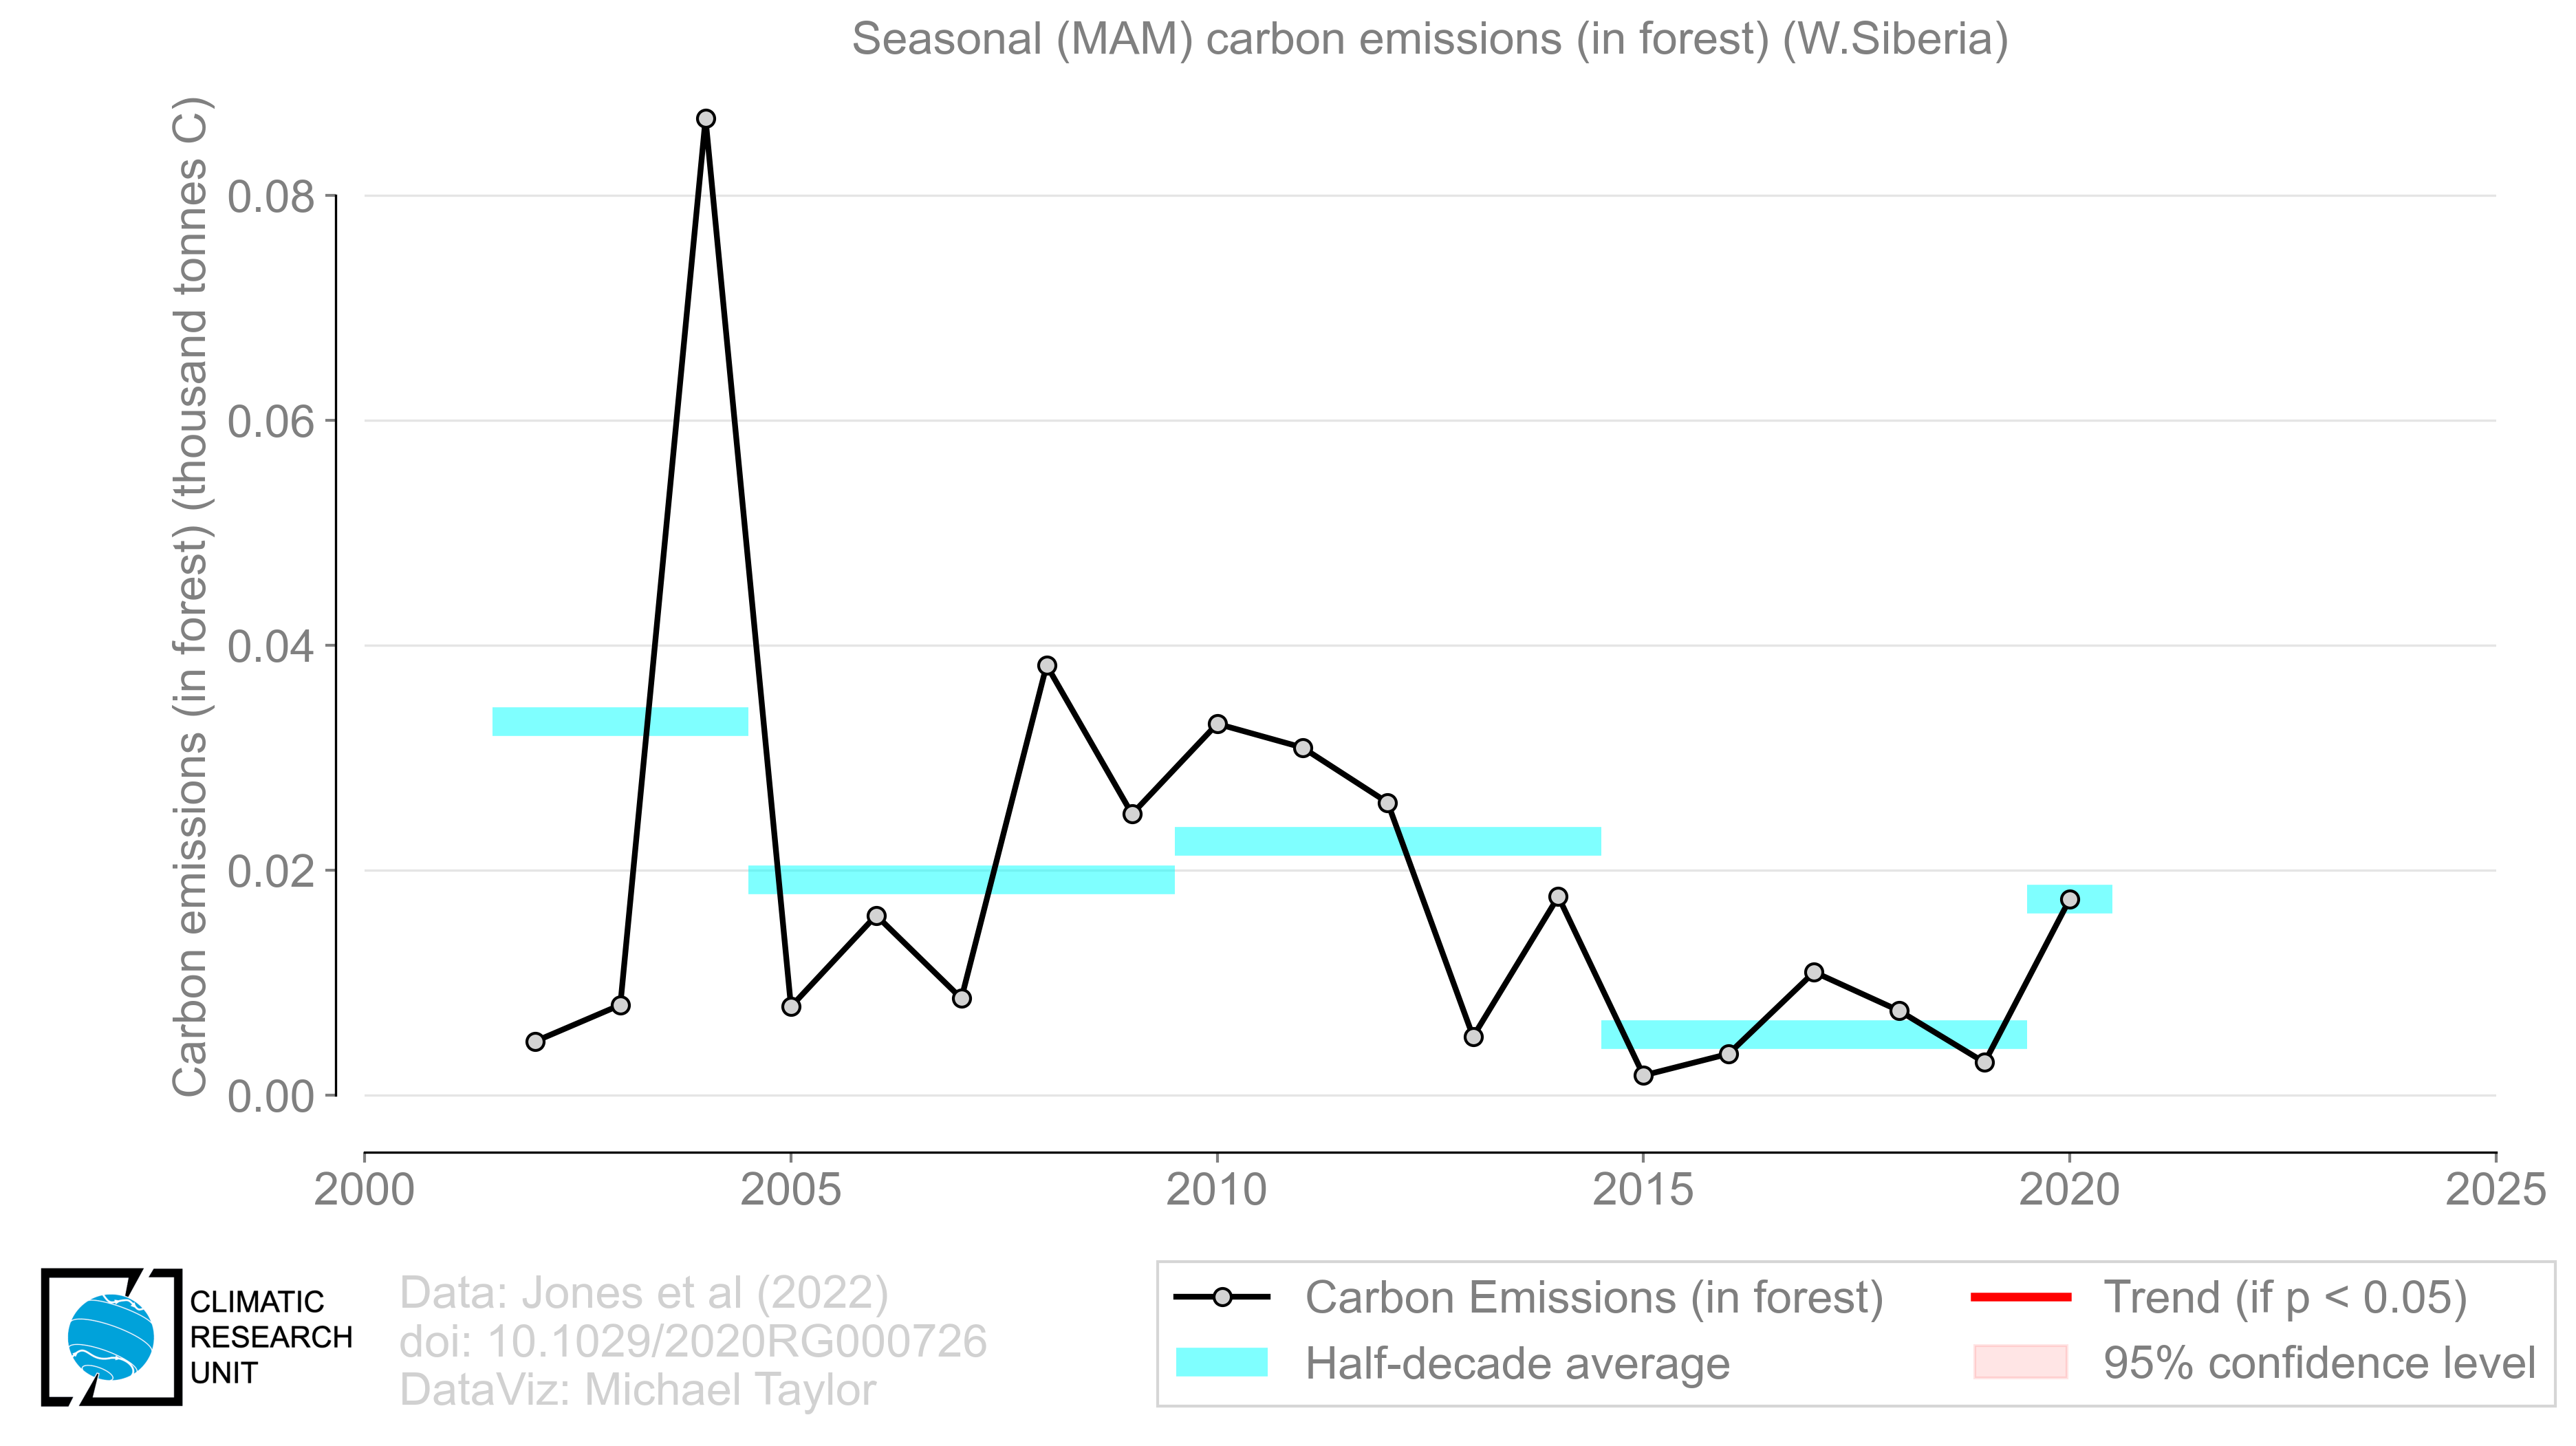 Seasonal (MAM) carbon emissions (in forest) (W.Siberia)
Carbon emissions (in forest) (thousand tonnes C)
0.08
0.06
0.04
0.02
0.00
2000 2005 2010 2015 2020 2025
CLIMATIC
RESEARCH
UNIT
Data: Jones et al (2022)
doi: 10.1029/2020RG000726
DataViz: Michael Taylor
Carbon Emissions (in forest)
Half-decade average
Trend (if p < 0.05)
95% confidence level